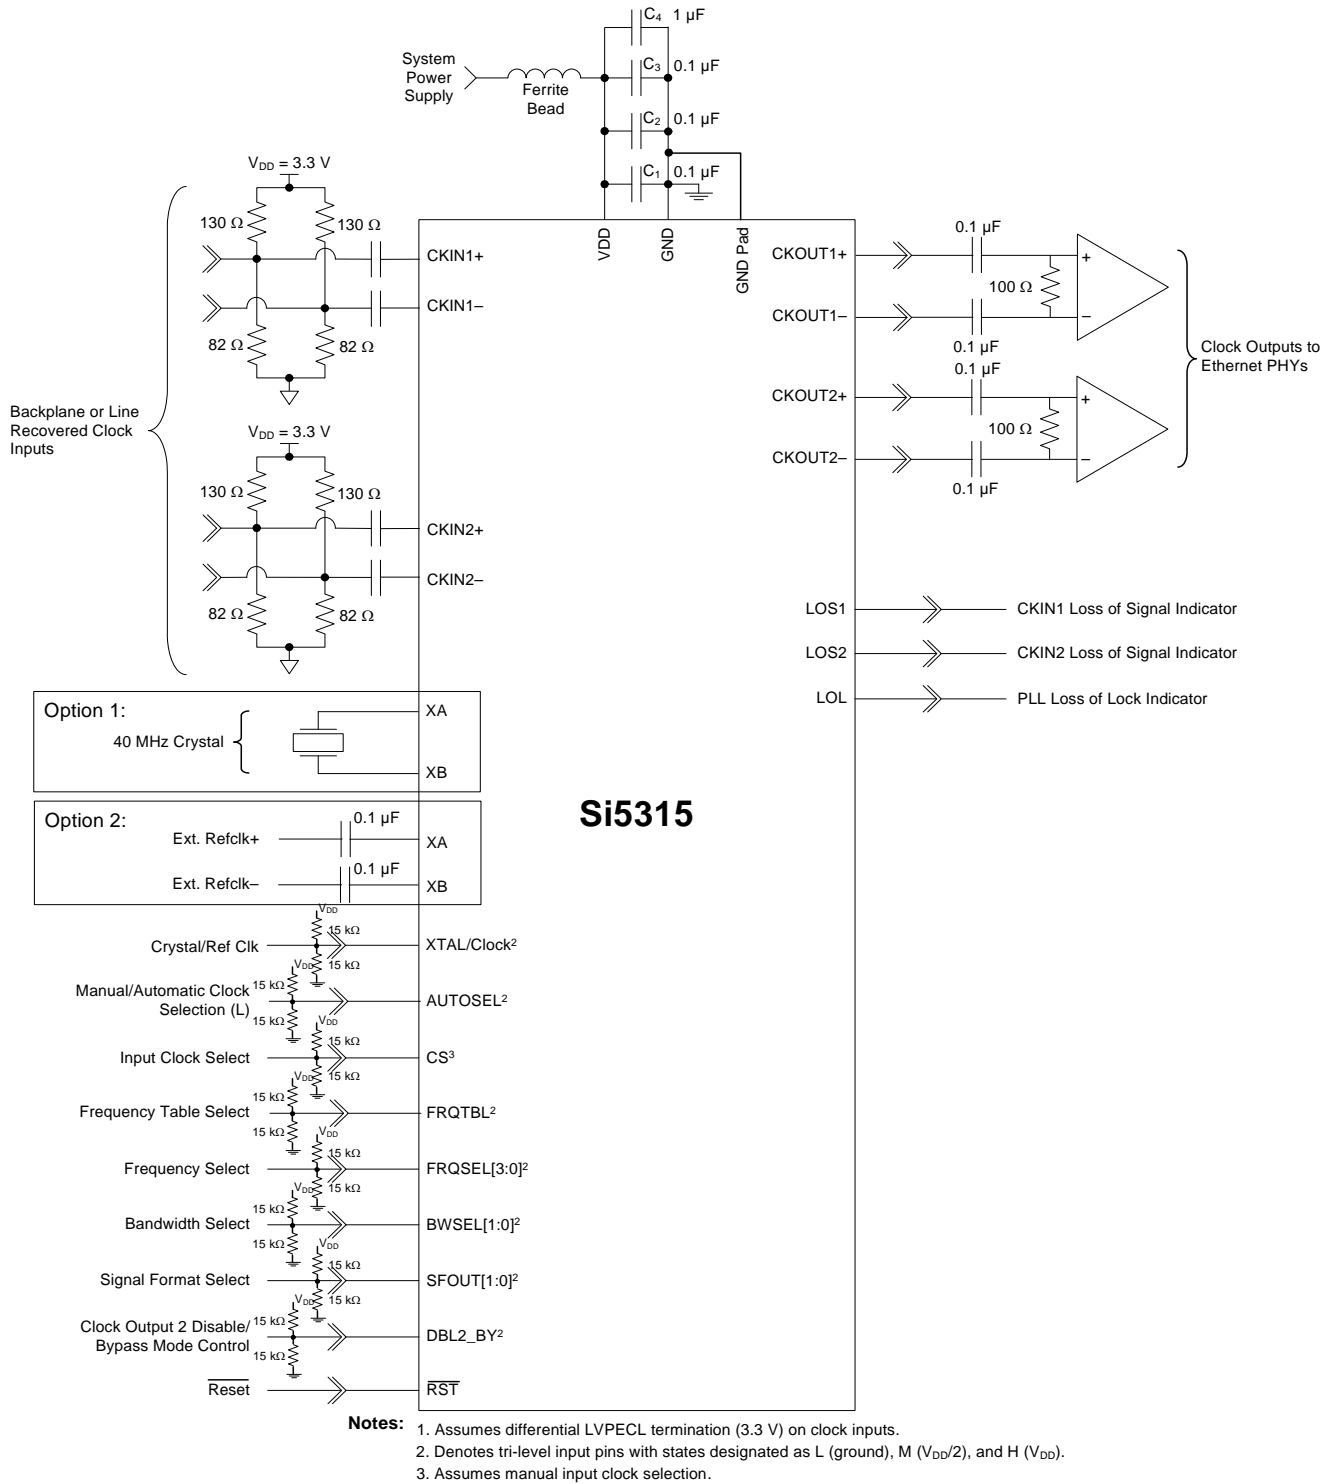 C4 1 µF
System
Power
Supply
Ferrite
Bead
C3 0.1 µF
C2 0.1 µF
C1 0.1 µF
VDD = 3.3 V
130 Ω
130 Ω
82 Ω
82 Ω
CKIN1+
CKIN1–
VDD
GND
GND Pad
CKOUT1+
CKOUT1–
0.1 µF
100 Ω
+
–
0.1 µF
Clock Outputs to
Ethernet PHYs
0.1 µF
CKOUT2+
CKOUT2–
100 Ω
+
–
0.1 µF
Backplane or Line
Recovered Clock
Inputs
VDD = 3.3 V
130 Ω
130 Ω
82 Ω
82 Ω
CKIN2+
CKIN2–
LOS1
CKIN1 Loss of Signal Indicator
LOS2
CKIN2 Loss of Signal Indicator
LOL
PLL Loss of Lock Indicator
Option 1:
40 MHz Crystal
XA
XB
Si5315
Option 2:
Ext. Refclk+
0.1 µF
XA
Ext. Refclk–
0.1 µF
XB
VDD
15 kΩ
Crystal/Ref Clk
XTAL/Clock²
15 kΩ
VDD
15 kΩ
Manual/Automatic Clock
Selection (L)
AUTOSEL²
15 kΩ
VDD
15 kΩ
Input Clock Select
CS³
15 kΩ
VDD
15 kΩ
Frequency Table Select
FRQTBL²
15 kΩ
VDD
15 kΩ
Frequency Select
FRQSEL[3:0]²
15 kΩ
VDD
15 kΩ
Bandwidth Select
BWSEL[1:0]²
15 kΩ
VDD
15 kΩ
Signal Format Select
SFOUT[1:0]²
15 kΩ
VDD
15 kΩ
Clock Output 2 Disable/
Bypass Mode Control
DBL2_BY²
15 kΩ
Reset
RST
Notes: 1. Assumes differential LVPECL termination (3.3 V) on clock inputs.
2. Denotes tri-level input pins with states designated as L (ground), M (VDD/2), and H (VDD).
3. Assumes manual input clock selection.